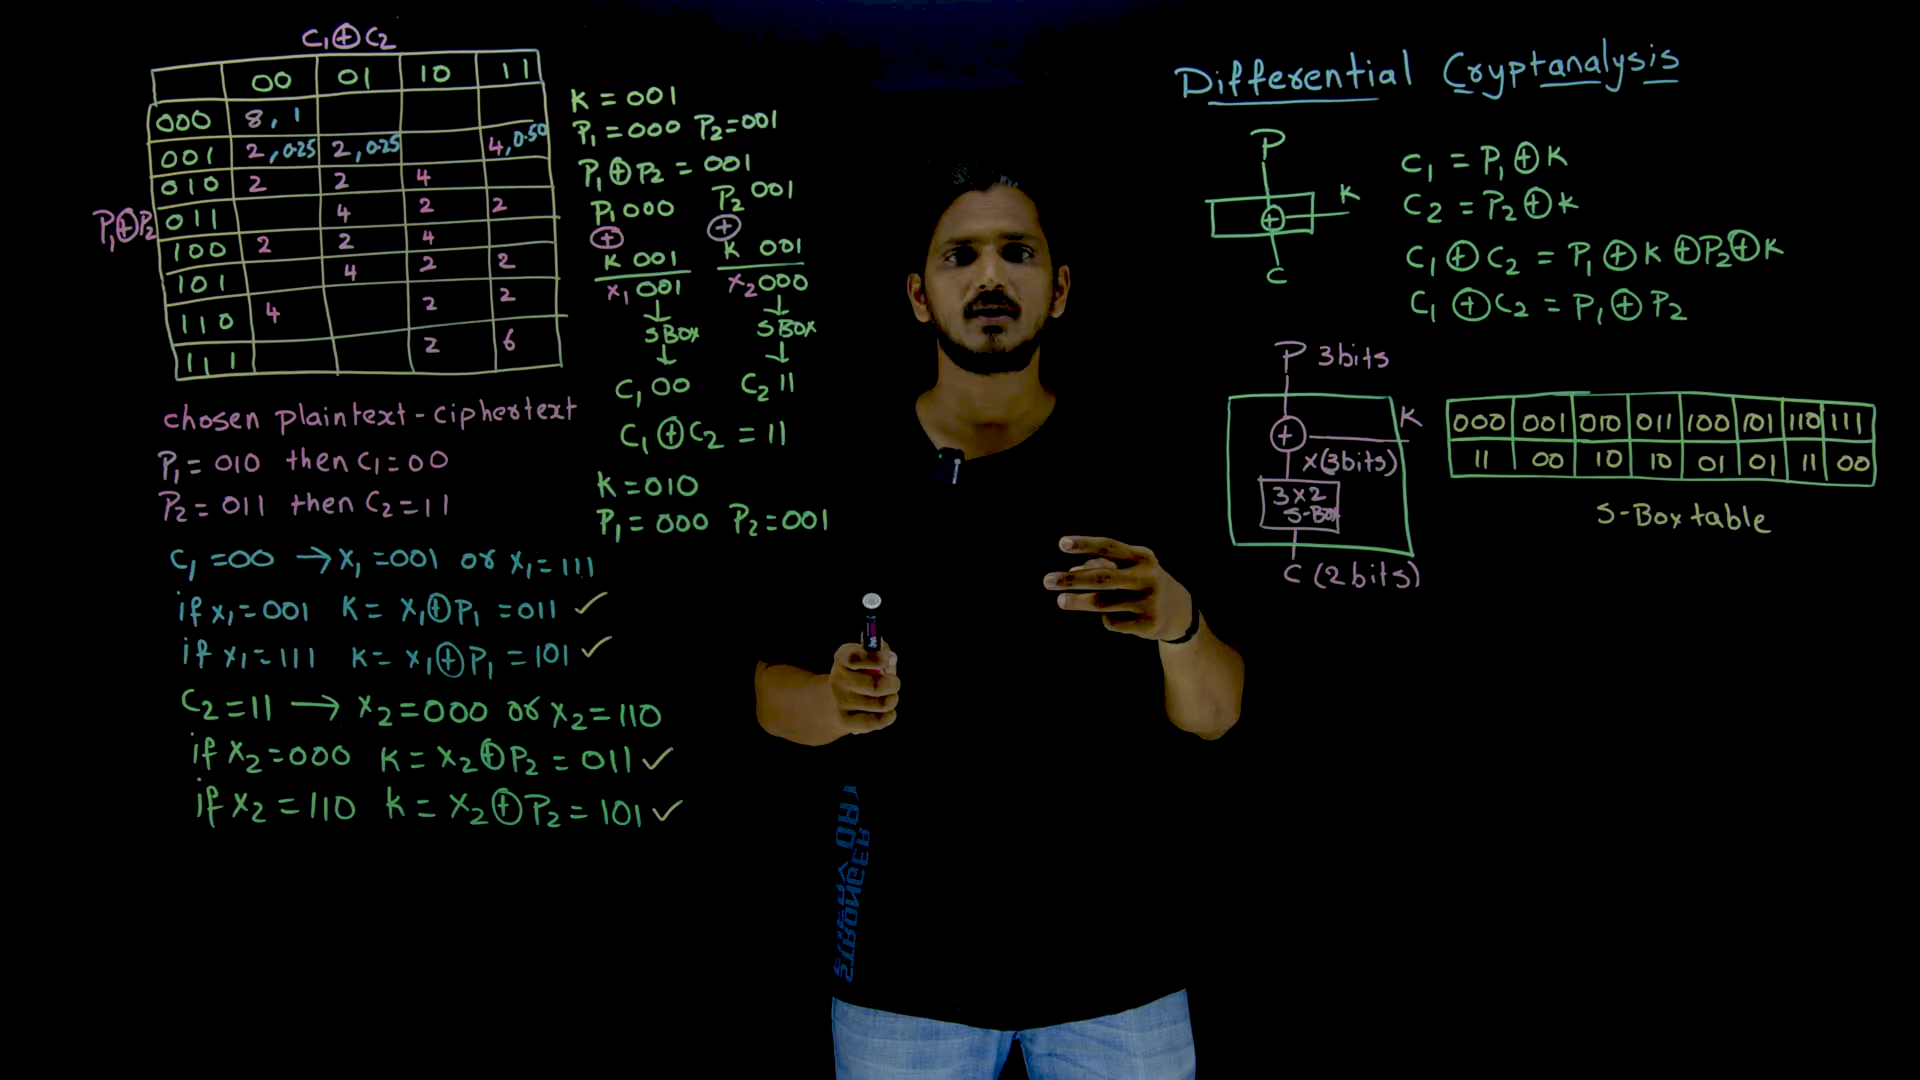 C₁⊕C₂
00 01 10 11
000 8, 1
001 2, 0.25 2, 0.25 4, 0.50
010 2 2 4
P₁⊕P₂ 011 4 2 2
100 2 2 4
101 4 2 2
110 4 2 2
111 2 6
chosen plaintext-ciphertext
P₁ = 010 then C₁ = 00
P₂ = 011 then C₂ = 11
C₁ = 00 → X₁ = 001 or X₁ = 111
if X₁ = 001 K = X₁⊕P₁ = 011 ✓
if X₁ = 111 K = X₁⊕P₁ = 101 ✓
C₂ = 11 → X₂ = 000 or X₂ = 110
if X₂ = 000 K = X₂⊕P₂ = 011 ✓
if X₂ = 110 K = X₂⊕P₂ = 101 ✓
K = 001
P₁ = 000 P₂ = 001
P₁⊕P₂ = 001
P₁ 000 P₂ 001
⊕ ⊕
K 001 K 001
X₁ 001 X₂ 000
↓ ↓
SBOX SBOX
↓ ↓
C₁ 00 C₂ 11
C₁⊕C₂ = 11
K = 010
P₁ = 000 P₂ = 001
Differential Cryptanalysis
P
K
⊕
C
C₁ = P₁⊕K
C₂ = P₂⊕K
C₁⊕C₂ = P₁⊕K⊕P₂⊕K
C₁⊕C₂ = P₁⊕P₂
P 3bits
K
⊕
X(3bits)
3×2
S-Box
C (2bits)
000 001 010 011 100 101 110 111
11 00 10 10 01 01 11 00
S-Box table